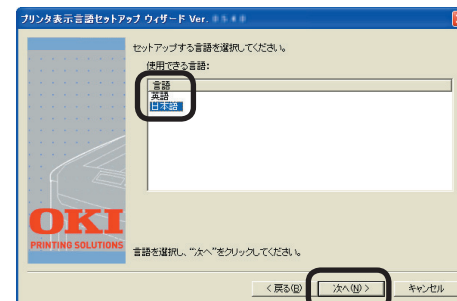 プリンタ表示言語セットアップ ウィザード Ver.
セットアップする言語を選択してください。
使用できる言語:
言語
英語
日本語
OKI
PRINTING SOLUTIONS
言語を選択し、"次へ"をクリックしてください。
< 戻る(B)
次へ(N) >
キャンセル